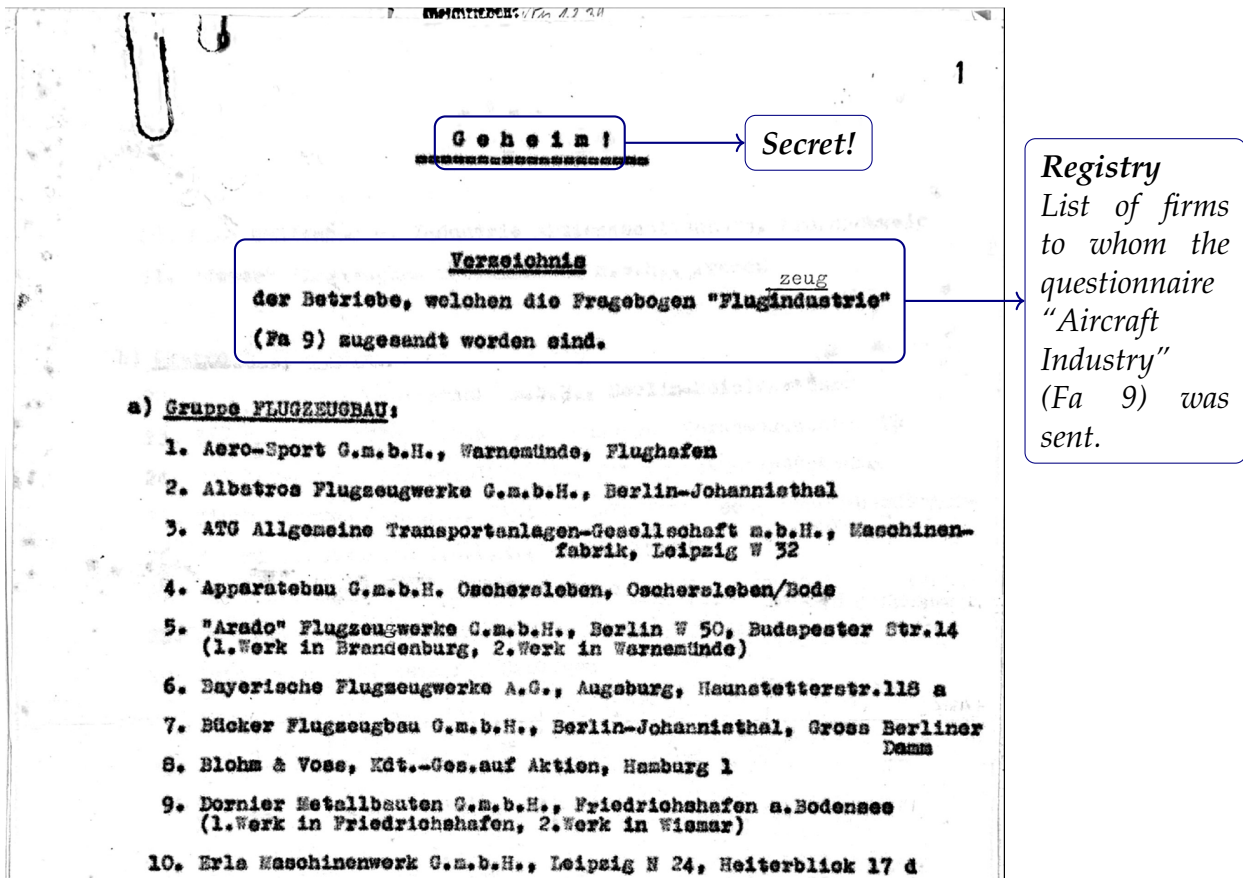 1
Geheim!
Secret!
Registry
List of firms
to whom the
questionnaire
“Aircraft
Industry”
(Fa 9) was
sent.
Verzeichnis
zeug
der Betriebe, welchen die Fragebogen "Flugindustrie"
(Fa 9) zugesandt worden sind.
a) Gruppe FLUGZEUGBAU:
1. Aero-Sport G.m.b.H., Warnemünde, Flughafen
2. Albatros Flugzeugwerke G.m.b.H., Berlin-Johannisthal
3. ATG Allgemeine Transportanlagen-Gesellschaft m.b.H., Maschinen-
fabrik, Leipzig W 32
4. Apparatebau G.m.b.H. Oschersleben, Oschersleben/Bode
5. "Arado" Flugzeugwerke G.m.b.H., Berlin W 50, Budapester Str.14
(1.Werk in Brandenburg, 2.Werk in Warnemünde)
6. Bayerische Flugzeugwerke A.G., Augsburg, Haunstetterstr.118 a
7. Bücker Flugzeugbau G.m.b.H., Berlin-Johannisthal, Gross Berliner
Damm
8. Blohm & Voss, Kdt.-Ges.auf Aktien, Hamburg 1
9. Dornier Metallbauten G.m.b.H., Friedrichshafen a.Bodensee
(1.Werk in Friedrichshafen, 2.Werk in Wismar)
10. Erla Maschinenwerk G.m.b.H., Leipzig N 24, Heiterblick 17 d